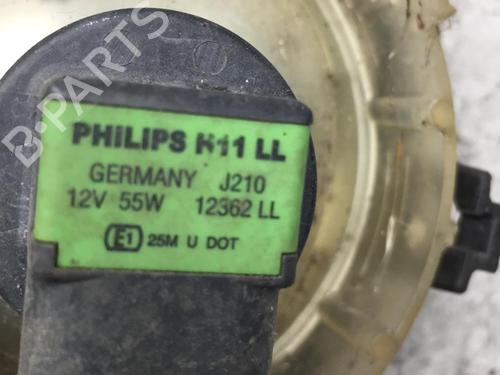 B-PARTS
PHILIPS H11 LL
GERMANY J210
12V 55W 12362 LL
E1 25M U DOT